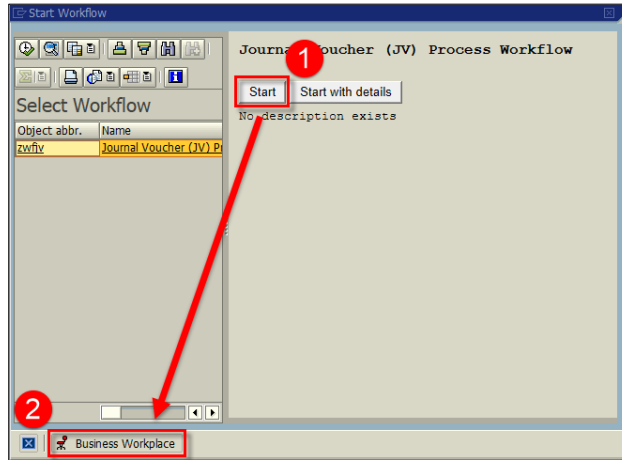 Start Workflow
Journal Voucher (JV) Process Workflow
1
Start
Start with details
Select Workflow
No description exists
Object abbr.
Name
zwfjv
Journal Voucher (JV) Pr
2
Business Workplace